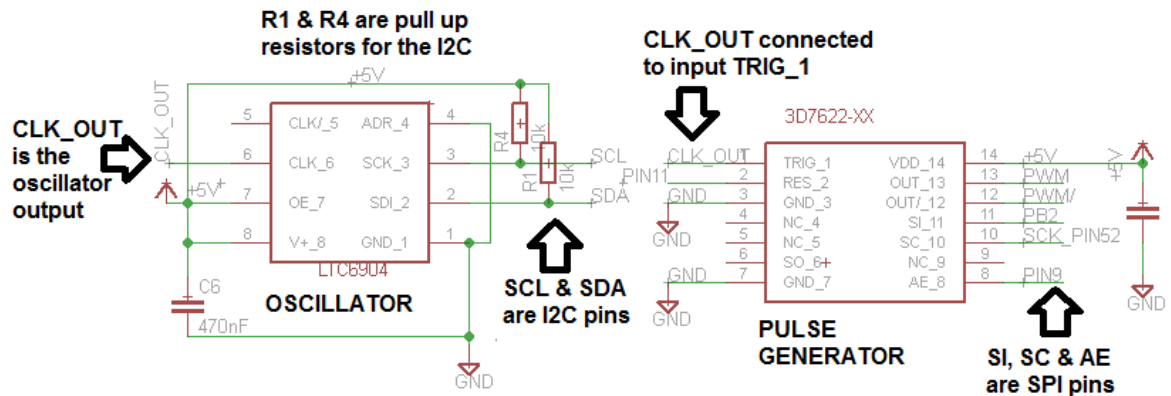 R1 & R4 are pull up
resistors for the I2C
CLK_OUT connected
to input TRIG_1
CLK_OUT
is the
oscillator
output
CLK_OUT
+5V
+5V
5
CLK/_5
ADR_4
4
6
CLK_6
SCK_3
3
7
OE_7
SDI_2
2
8
V+_8
GND_1
1
LTC6904
R4
10k
R1
10k
SCL
SDA
C6
470nF
GND
OSCILLATOR
SCL & SDA
are I2C pins
3D7622-XX
CLK_OUT
1
TRIG_1
VDD_14
14
+5V
PIN11
2
RES_2
OUT_13
13
PWM
GND
3
GND_3
OUT/_12
12
PWM/
4
NC_4
SI_11
11
PB2
5
NC_5
SC_10
10
SCK_PIN52
6
SO_6
NC_9
9
GND
7
GND_7
AE_8
8
PIN9
GND
GND
+5V
GND
PULSE
GENERATOR
SI, SC & AE
are SPI pins